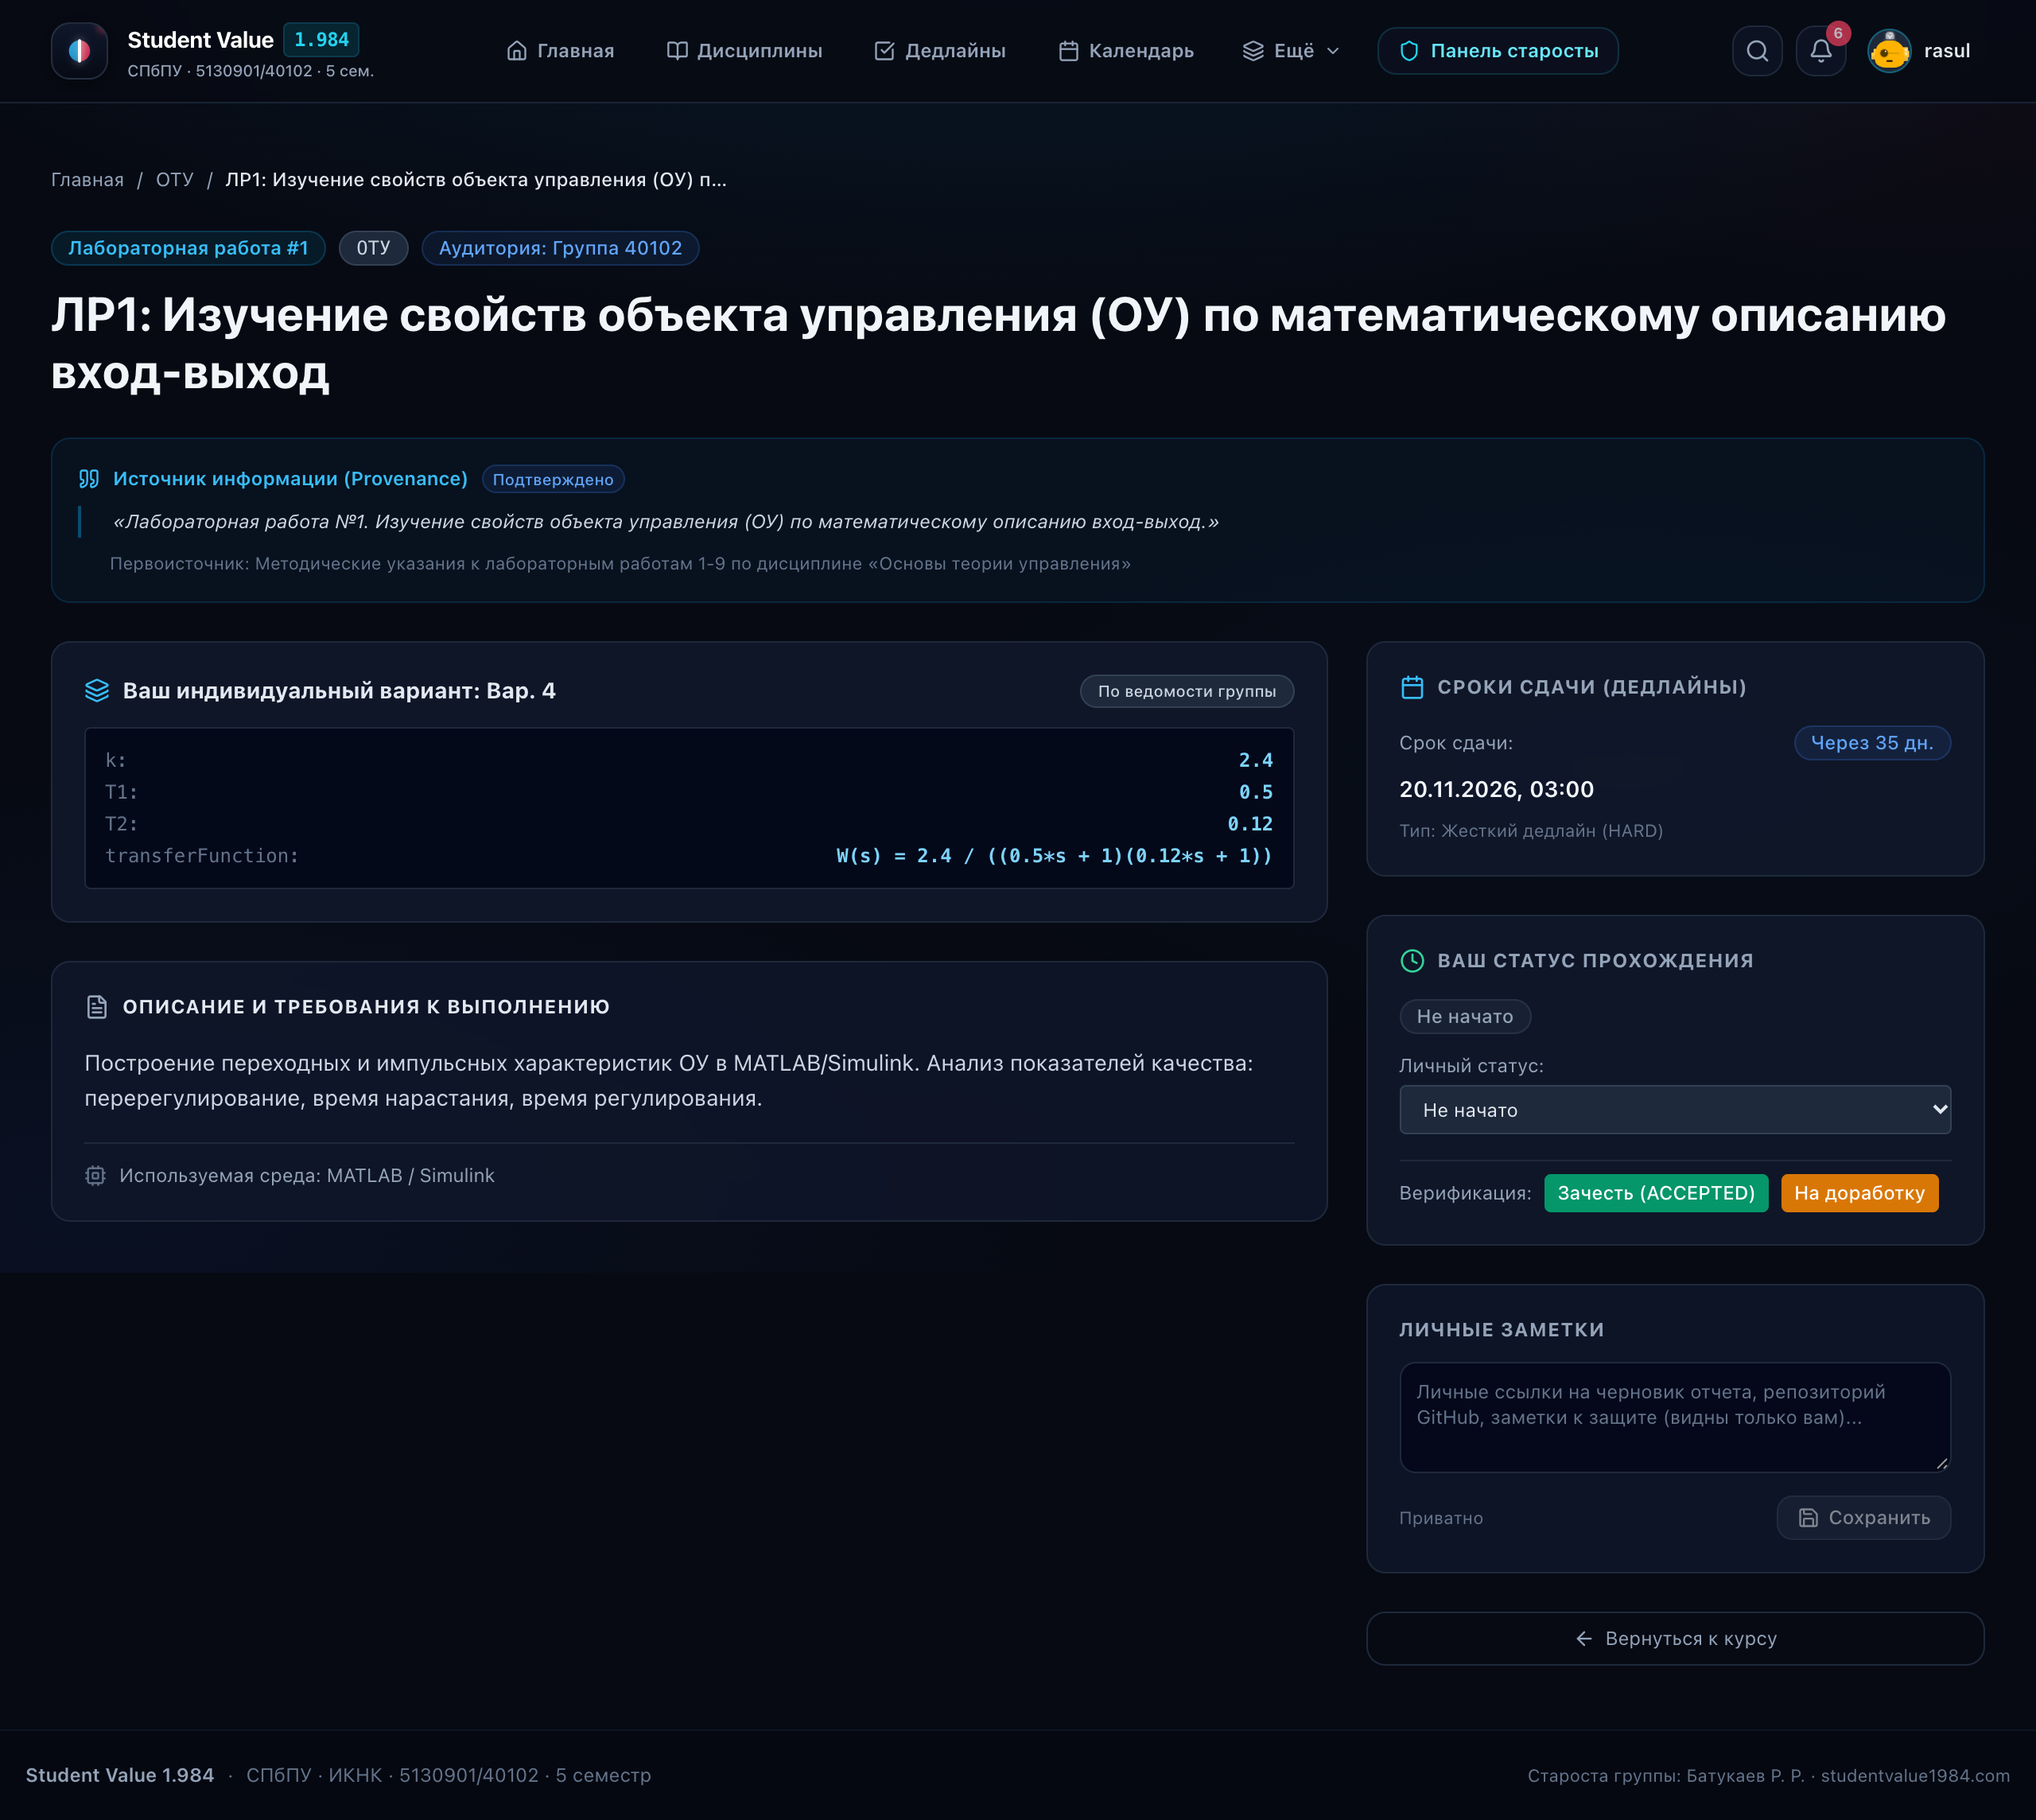 Student Value 1.984
СПбПУ · 5130901/40102 · 5 сем.
Главная
Дисциплины
Дедлайны
Календарь
Ещё
Панель старосты
6
rasul
Главная / ОТУ / ЛР1: Изучение свойств объекта управления (ОУ) п...
Лабораторная работа #1
ОТУ
Аудитория: Группа 40102
ЛР1: Изучение свойств объекта управления (ОУ) по математическому описанию
вход-выход
Источник информации (Provenance) Подтверждено
«Лабораторная работа №1. Изучение свойств объекта управления (ОУ) по математическому описанию вход-выход.»
Первоисточник: Методические указания к лабораторным работам 1-9 по дисциплине «Основы теории управления»
Ваш индивидуальный вариант: Вар. 4
По ведомости группы
k: 2.4
T1: 0.5
T2: 0.12
transferFunction: W(s) = 2.4 / ((0.5*s + 1)(0.12*s + 1))
ОПИСАНИЕ И ТРЕБОВАНИЯ К ВЫПОЛНЕНИЮ
Построение переходных и импульсных характеристик ОУ в MATLAB/Simulink. Анализ показателей качества:
перерегулирование, время нарастания, время регулирования.
Используемая среда: MATLAB / Simulink
СРОКИ СДАЧИ (ДЕДЛАЙНЫ)
Срок сдачи: Через 35 дн.
20.11.2026, 03:00
Тип: Жесткий дедлайн (HARD)
ВАШ СТАТУС ПРОХОЖДЕНИЯ
Не начато
Личный статус:
Не начато
Верификация: Зачесть (ACCEPTED) На доработку
ЛИЧНЫЕ ЗАМЕТКИ
Личные ссылки на черновик отчета, репозиторий
GitHub, заметки к защите (видны только вам)...
Приватно
Сохранить
Вернуться к курсу
Student Value 1.984 · СПбПУ · ИКНК · 5130901/40102 · 5 семестр
Староста группы: Батукаев Р. Р. · studentvalue1984.com